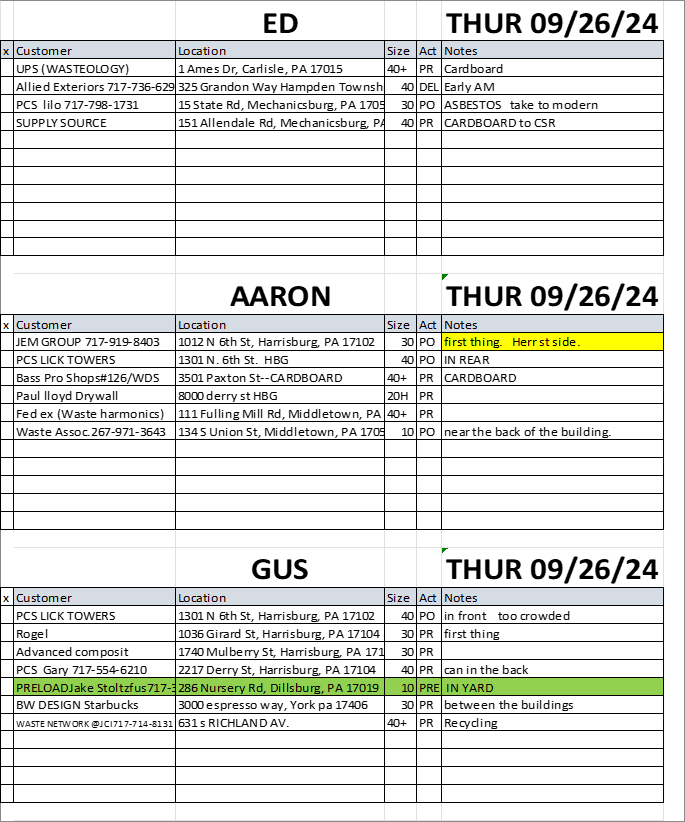 ED THUR 09/26/24
x Customer Location Size Act Notes
UPS (WASTEOLOGY) 1 Ames Dr, Carlisle, PA 17015 40+ PR Cardboard
Allied Exteriors 717-736-629 325 Grandon Way Hampden Townsh 40 DEL Early AM
PCS lilo 717-798-1731 15 State Rd, Mechanicsburg, PA 1705 30 PO ASBESTOS take to modern
SUPPLY SOURCE 151 Allendale Rd, Mechanicsburg, PA 40 PR CARDBOARD to CSR
AARON THUR 09/26/24
x Customer Location Size Act Notes
JEM GROUP 717-919-8403 1012 N 6th St, Harrisburg, PA 17102 30 PO first thing. Herr st side.
PCS LICK TOWERS 1301 N. 6th St. HBG 40 PO IN REAR
Bass Pro Shops#126/WDS 3501 Paxton St--CARDBOARD 40+ PR CARDBOARD
Paul lloyd Drywall 8000 derry st HBG 20H PR
Fed ex (Waste harmonics) 111 Fulling Mill Rd, Middletown, PA 40+ PR
Waste Assoc.267-971-3643 134 S Union St, Middletown, PA 1705 10 PO near the back of the building.
GUS THUR 09/26/24
x Customer Location Size Act Notes
PCS LICK TOWERS 1301 N 6th St, Harrisburg, PA 17102 40 PO in front too crowded
Rogel 1036 Girard St, Harrisburg, PA 17104 30 PR first thing
Advanced composit 1740 Mulberry St, Harrisburg, PA 171 30 PR
PCS Gary 717-554-6210 2217 Derry St, Harrisburg, PA 17104 40 PR can in the back
PRELOADJake Stoltzfus717-3 286 Nursery Rd, Dillsburg, PA 17019 10 PRE IN YARD
BW DESIGN Starbucks 3000 espresso way, York pa 17406 30 PR between the buildings
WASTE NETWORK @JCI717-714-8131 631 s RICHLAND AV. 40+ PR Recycling